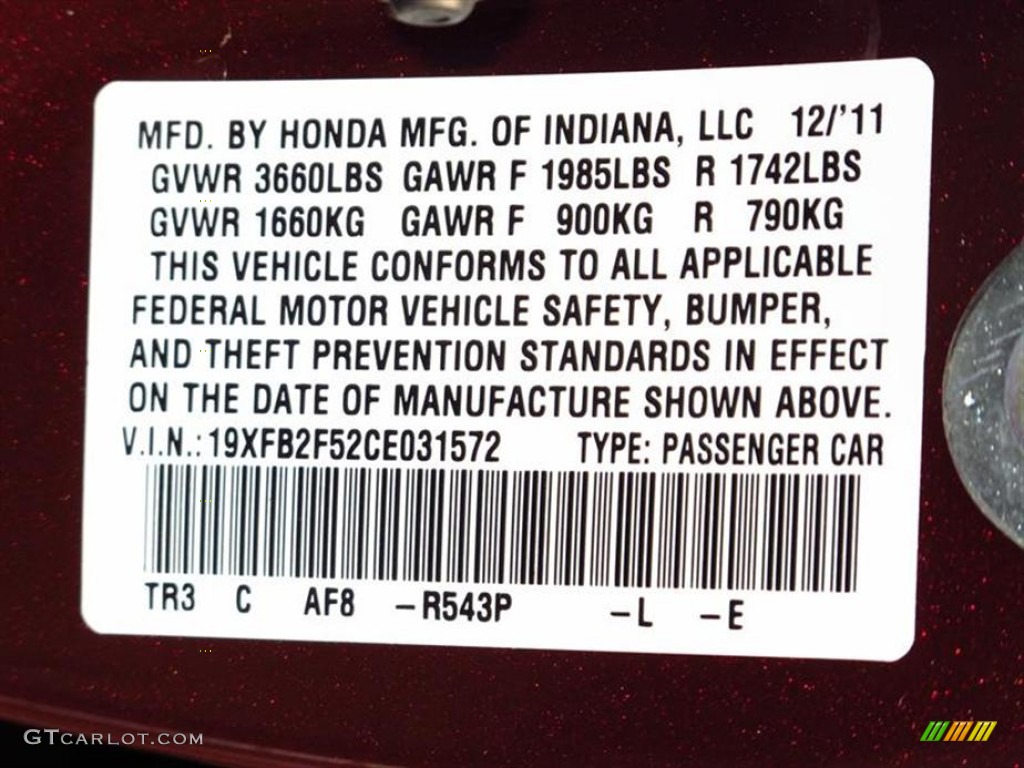 MFD. BY HONDA MFG. OF INDIANA, LLC 12/'11
GVWR 3660LBS GAWR F 1985LBS R 1742LBS
GVWR 1660KG GAWR F 900KG R 790KG
THIS VEHICLE CONFORMS TO ALL APPLICABLE
FEDERAL MOTOR VEHICLE SAFETY, BUMPER,
AND THEFT PREVENTION STANDARDS IN EFFECT
ON THE DATE OF MANUFACTURE SHOWN ABOVE.
V.I.N.: 19XFB2F52CE031572 TYPE: PASSENGER CAR
TR3 C AF8 -R543P -L -E
GTCARLOT.COM